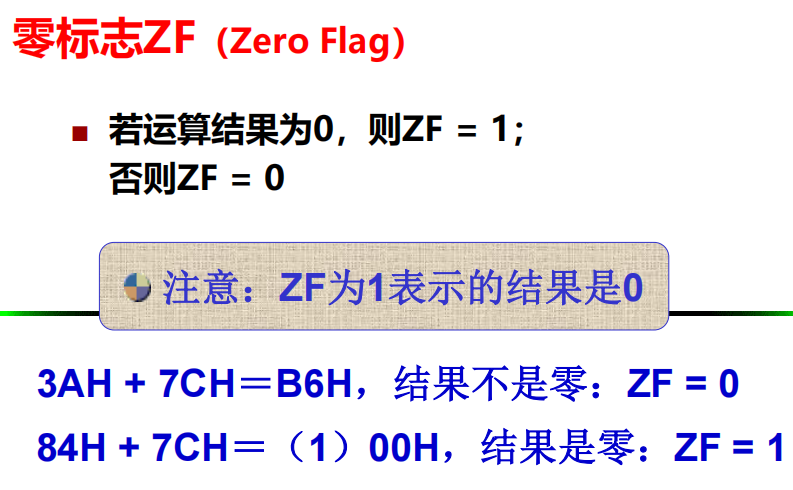 零标志ZF（Zero Flag）
若运算结果为0，则ZF = 1；
否则ZF = 0
注意：ZF为1表示的结果是0
3AH + 7CH＝B6H，结果不是零：ZF = 0
84H + 7CH＝（1）00H，结果是零：ZF = 1